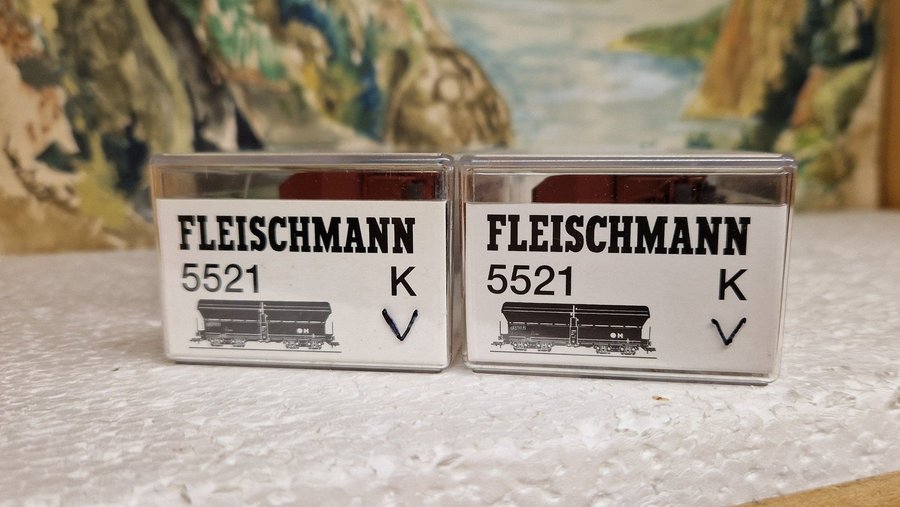 FLEISCHMANN
5521 K
V
FLEISCHMANN
5521 K
V